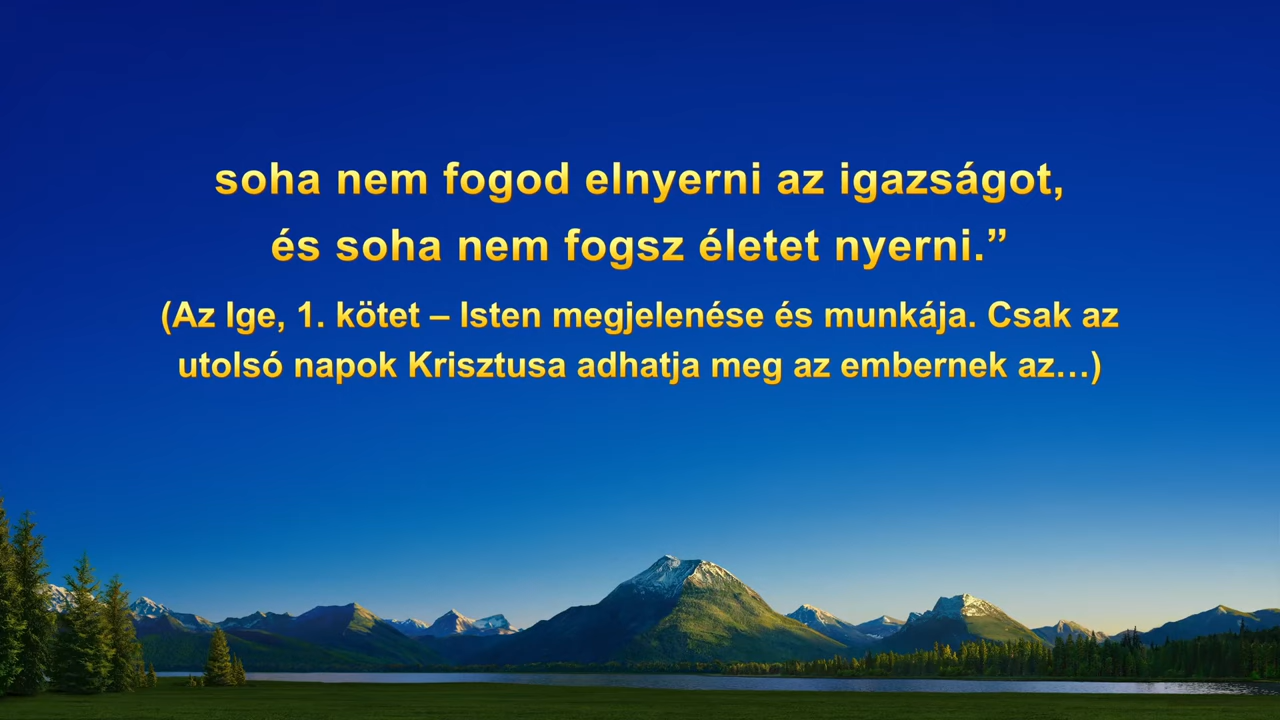 soha nem fogod elnyerni az igazságot,
és soha nem fogsz életet nyerni.”
(Az Ige, 1. kötet – Isten megjelenése és munkája. Csak az
utolsó napok Krisztusa adhatja meg az embernek az…)